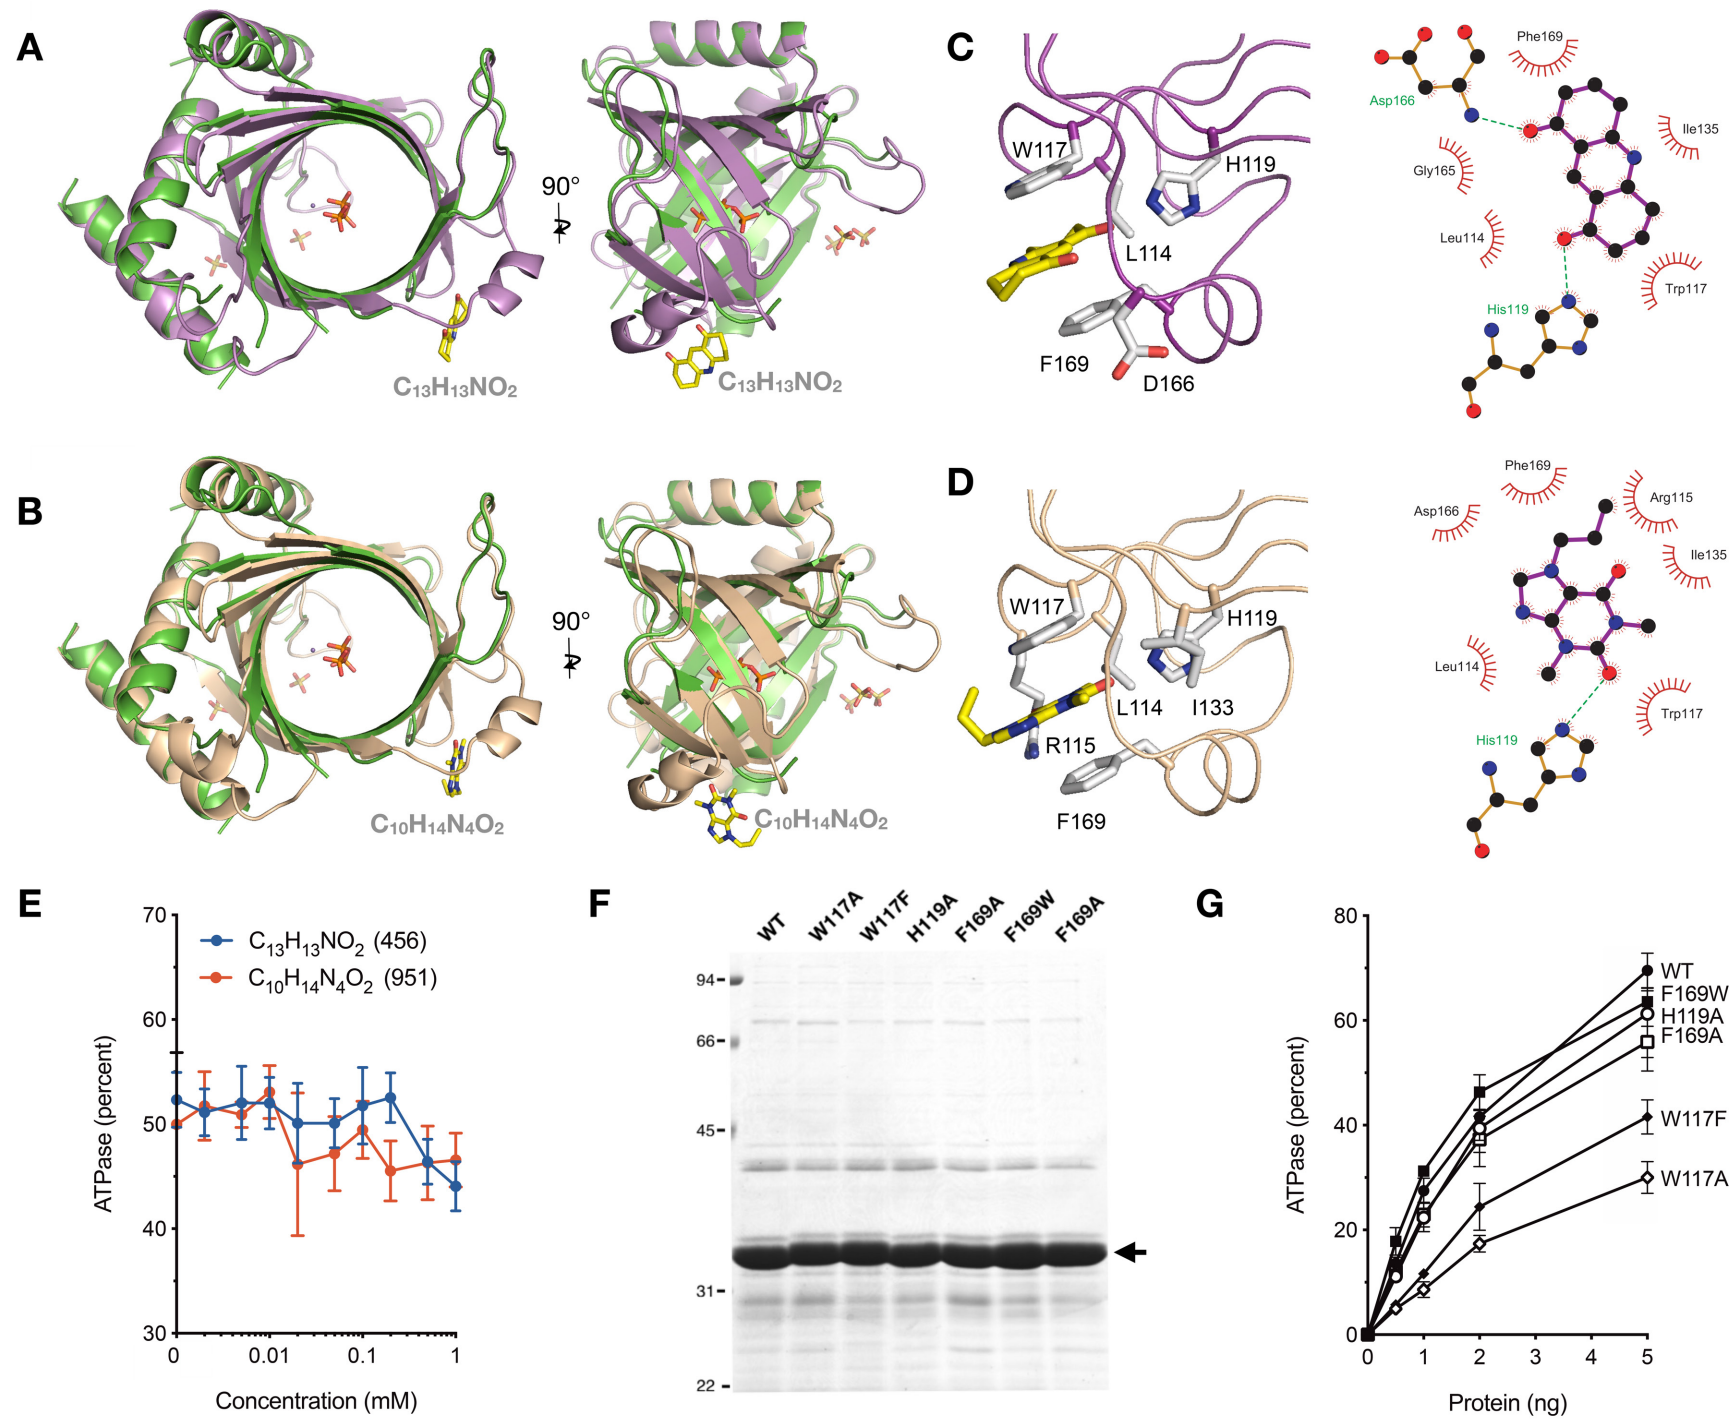 A
90°
C₁₃H₁₃NO₂
C₁₃H₁₃NO₂
B
90°
C₁₀H₁₄N₄O₂
C₁₀H₁₄N₄O₂
C
W117
H119
L114
F169
D166
Phe169
Asp166
Ile135
Gly165
Leu114
Trp117
His119
D
W117
H119
L114
I133
R115
F169
Phe169
Arg115
Asp166
Ile135
Leu114
Trp117
His119
E
C₁₃H₁₃NO₂ (456)
C₁₀H₁₄N₄O₂ (951)
ATPase (percent)
70
60
50
40
30
0
0.01
0.1
1
Concentration (mM)
F
WT
W117A
W117F
H119A
F169A
F169W
F169A
94
66
45
31
22
G
ATPase (percent)
80
60
40
20
0
WT
F169W
H119A
F169A
W117F
W117A
0 1 2 3 4 5
Protein (ng)